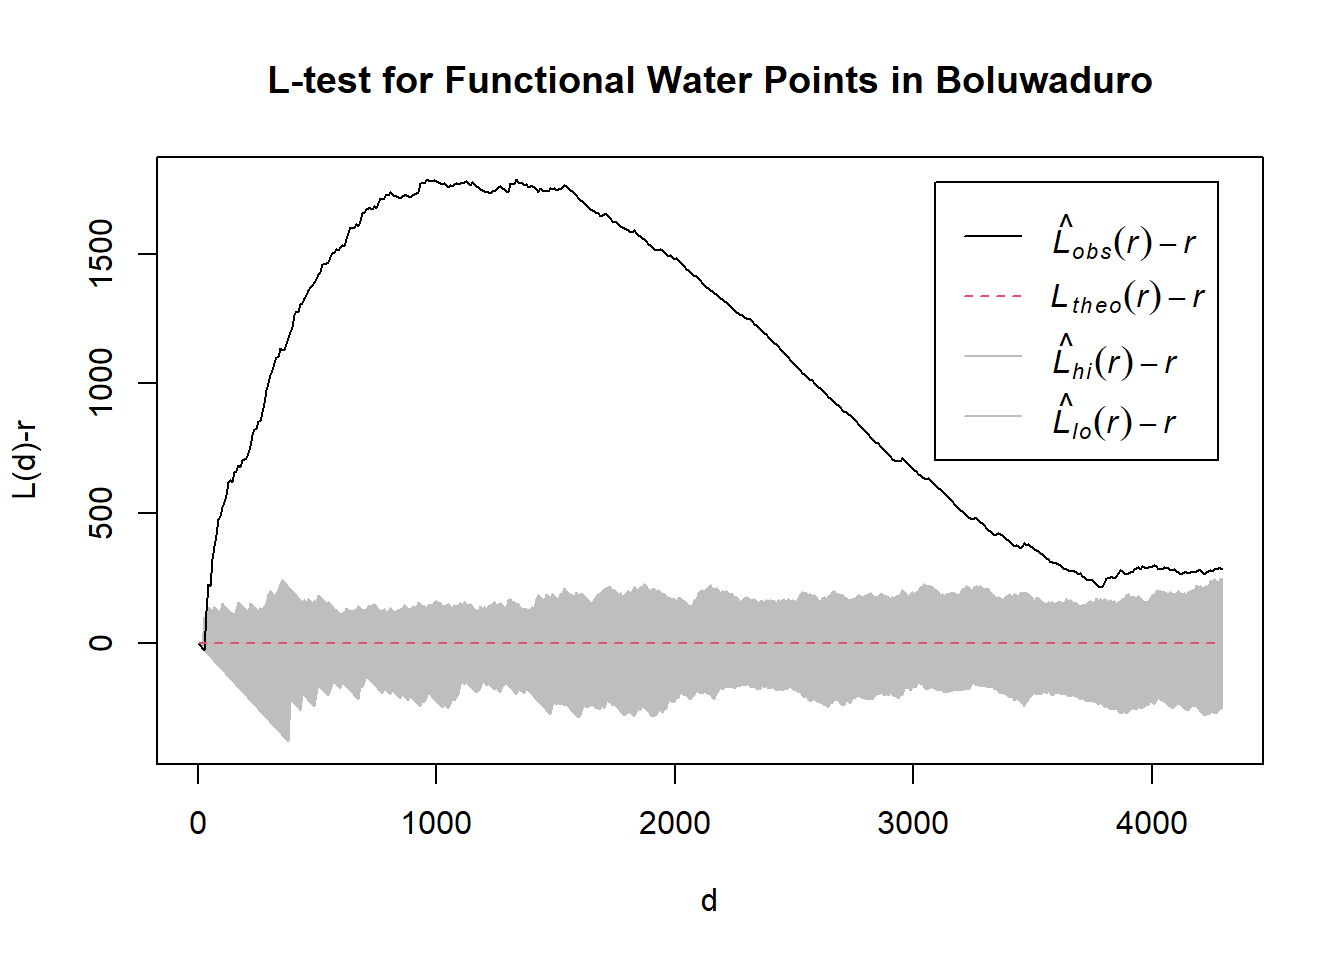 L-test for Functional Water Points in Boluwaduro
L̂obs(r) – r
Ltheo(r) – r
L̂hi(r) – r
L̂lo(r) – r
L(d)-r
1500
1000
500
0
0 1000 2000 3000 4000
d